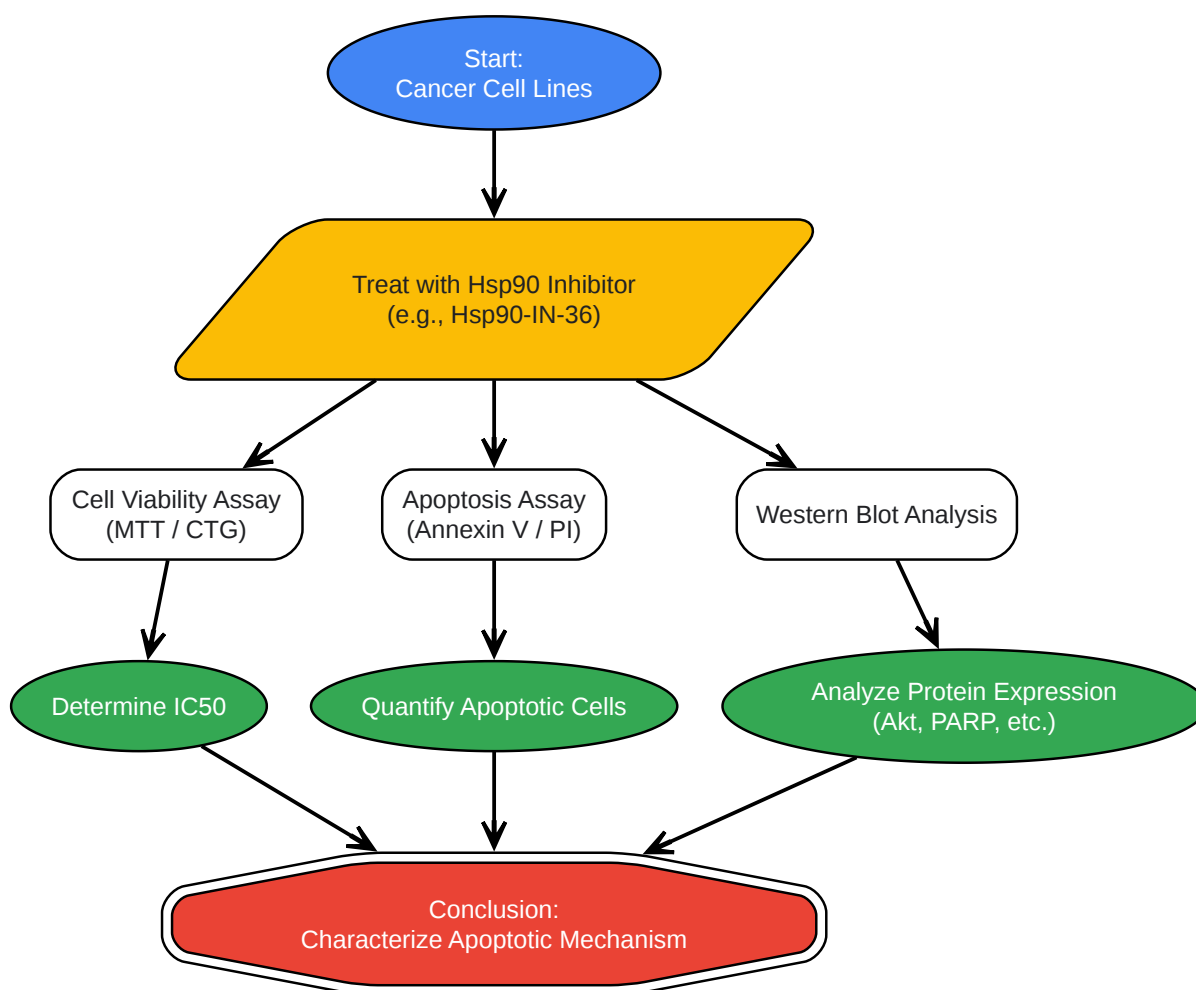 Start:
Cancer Cell Lines
Treat with Hsp90 Inhibitor
(e.g., Hsp90-IN-36)
Cell Viability Assay
(MTT / CTG)
Apoptosis Assay
(Annexin V / PI)
Western Blot Analysis
Determine IC50
Quantify Apoptotic Cells
Analyze Protein Expression
(Akt, PARP, etc.)
Conclusion:
Characterize Apoptotic Mechanism